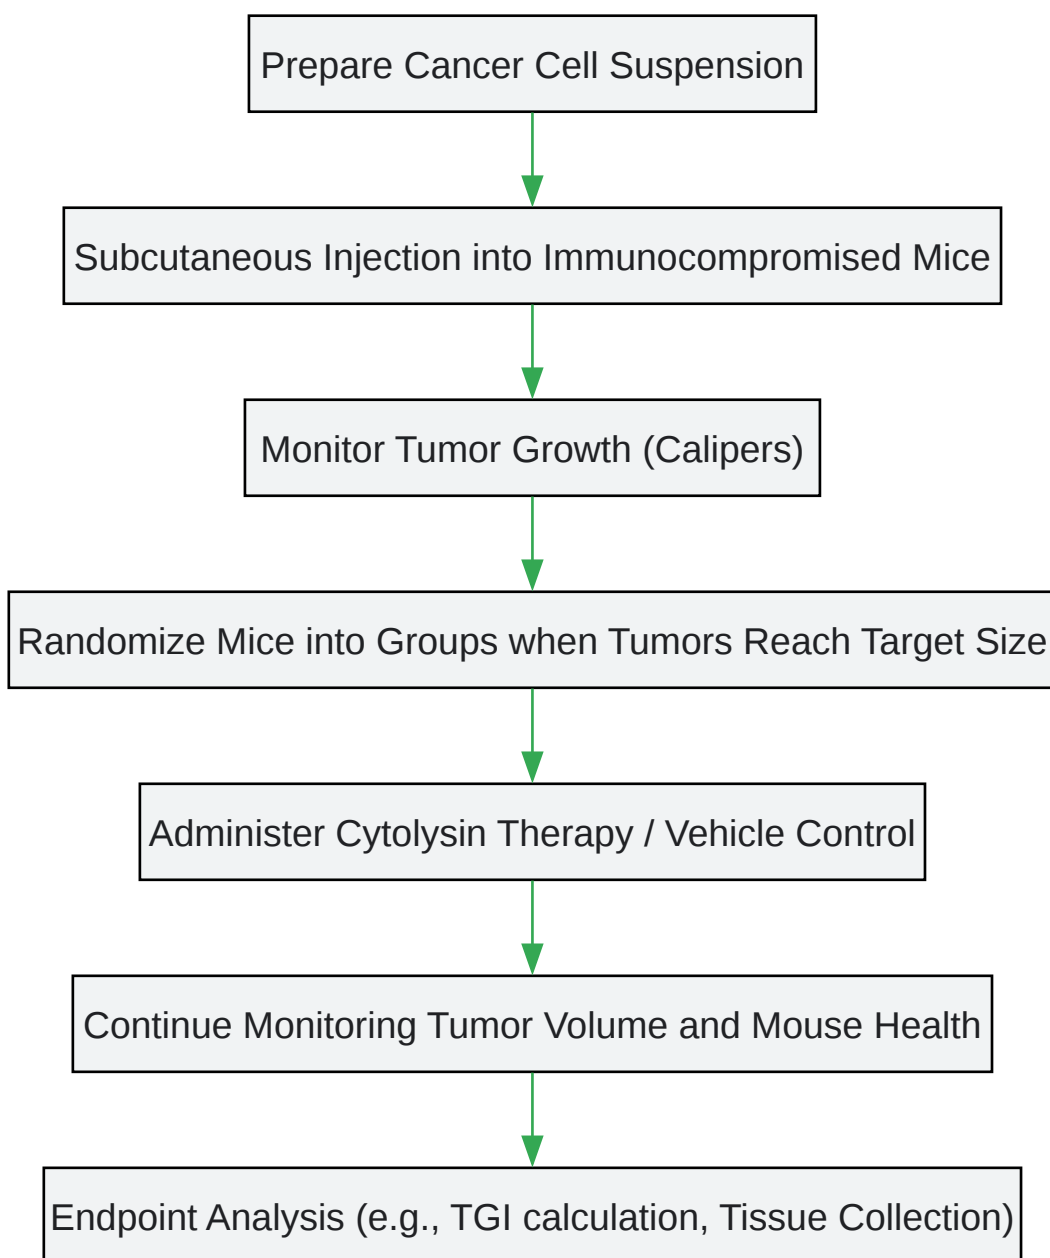 Prepare Cancer Cell Suspension
Subcutaneous Injection into Immunocompromised Mice
Monitor Tumor Growth (Calipers)
Randomize Mice into Groups when Tumors Reach Target Size
Administer Cytolysin Therapy / Vehicle Control
Continue Monitoring Tumor Volume and Mouse Health
Endpoint Analysis (e.g., TGI calculation, Tissue Collection)